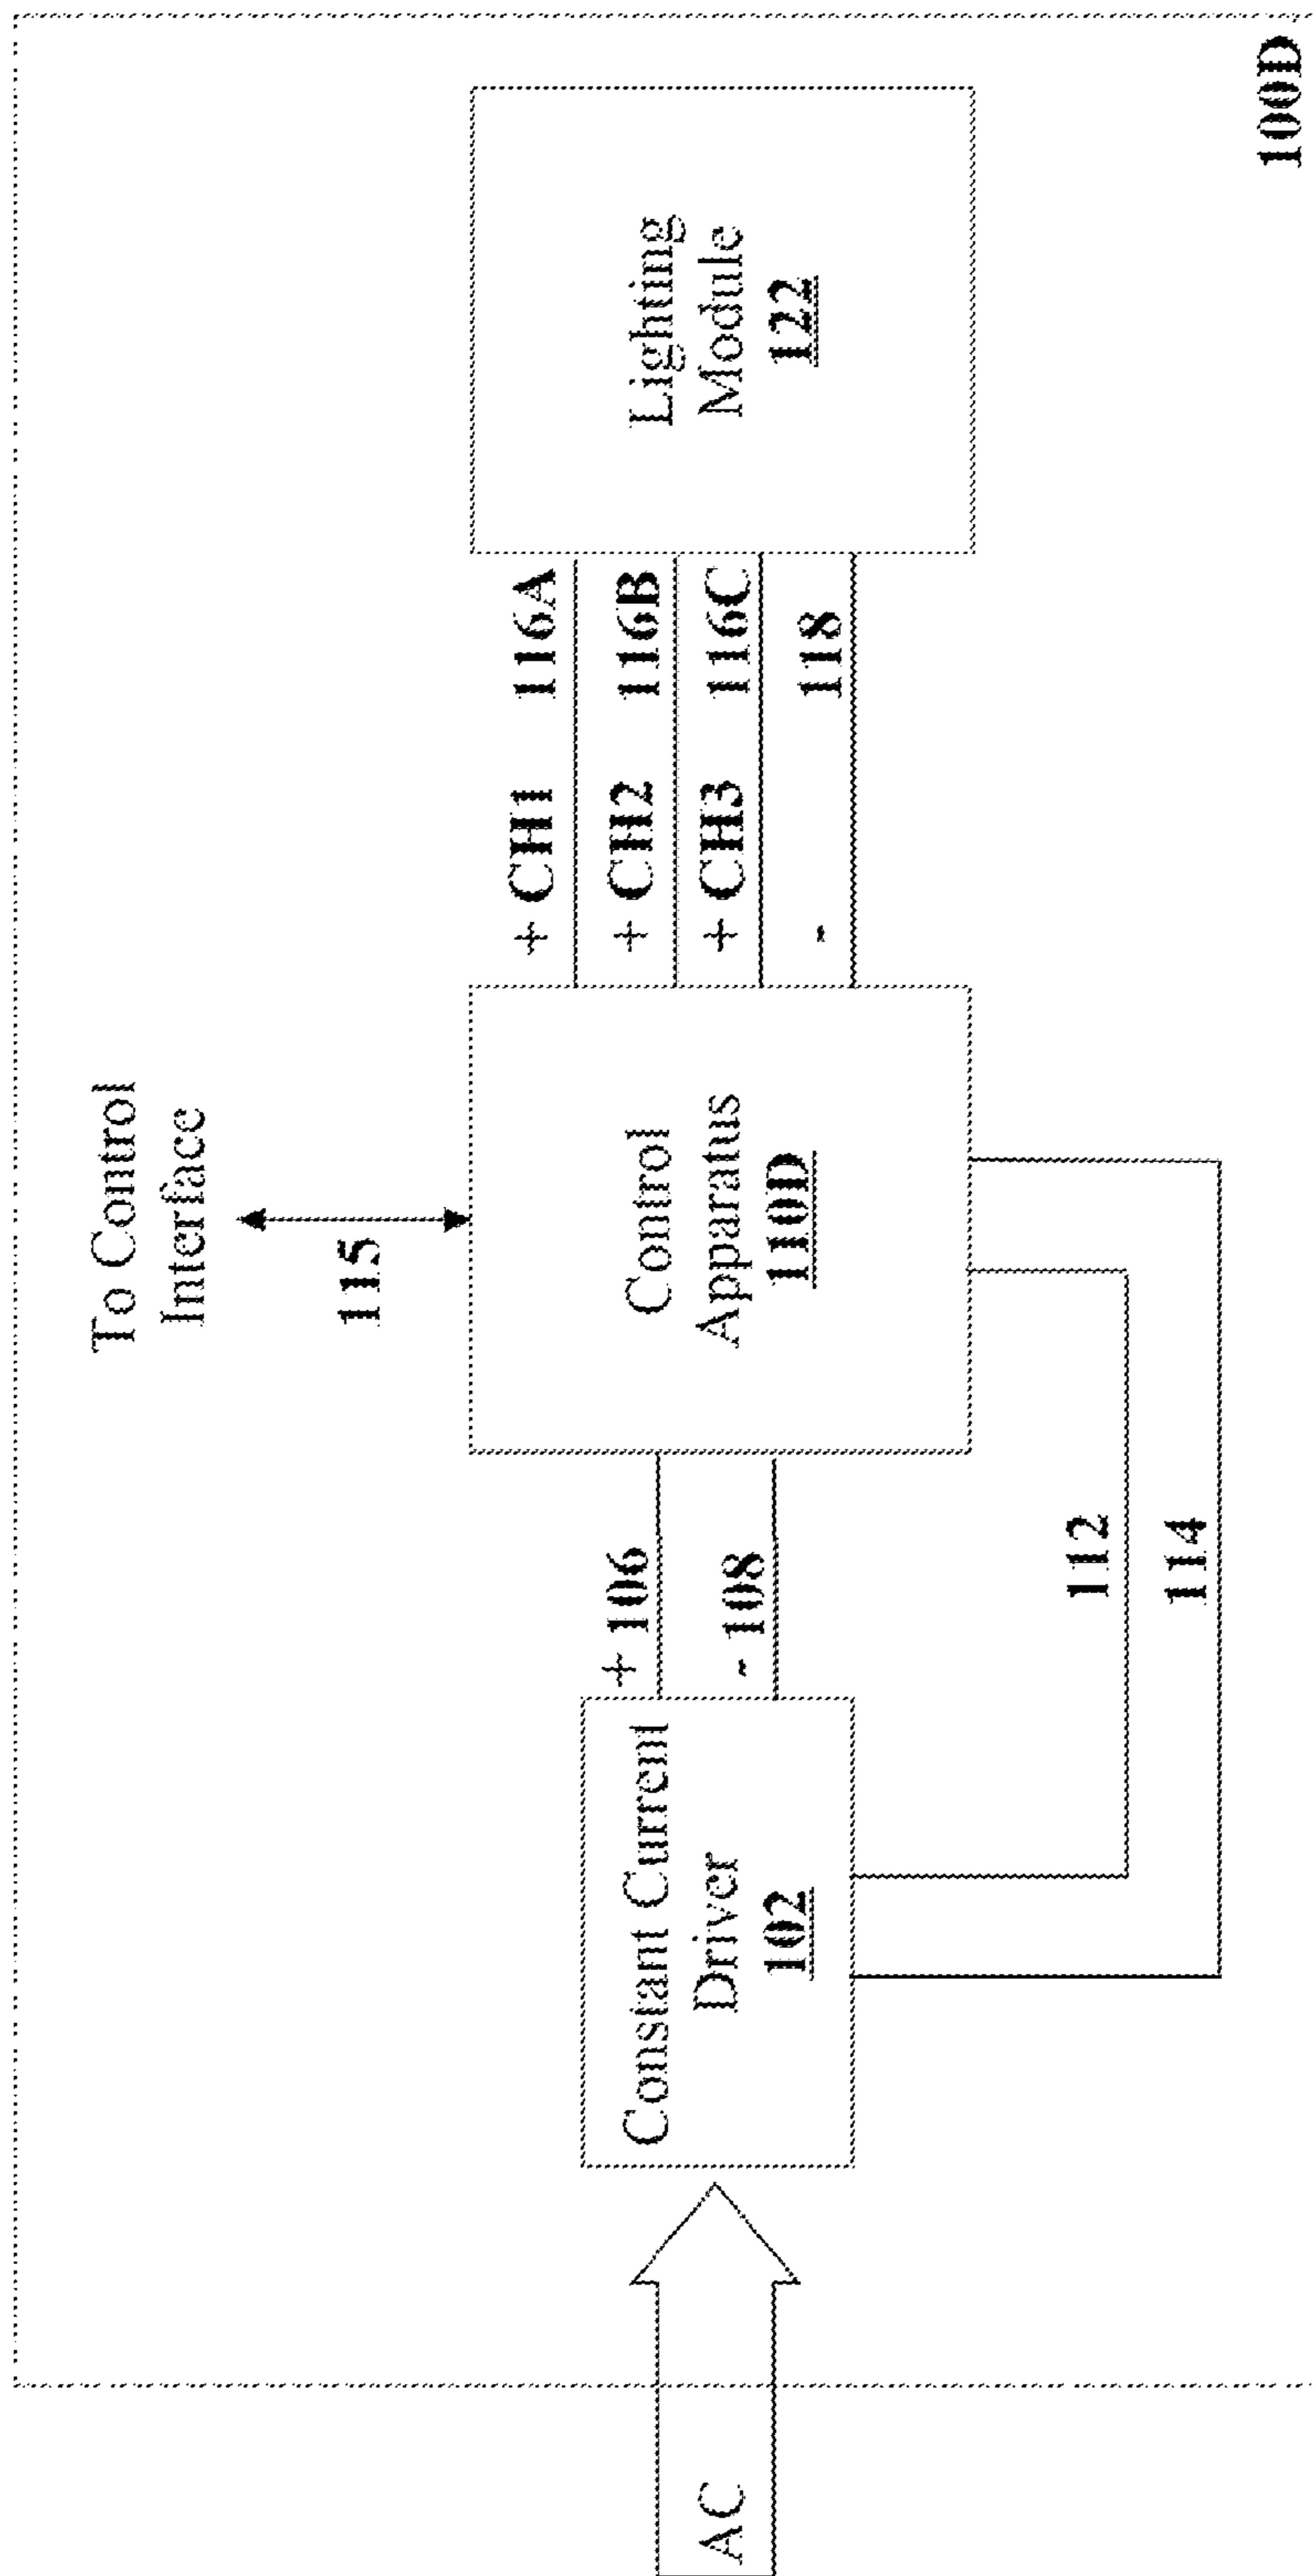 To Control
Interface
115
AC
Constant Current
Driver
102
+ 106
- 108
Control
Apparatus
110D
+ CH1 116A
+ CH2 116B
+ CH3 116C
- 118
Lighting
Module
122
112
114
100D